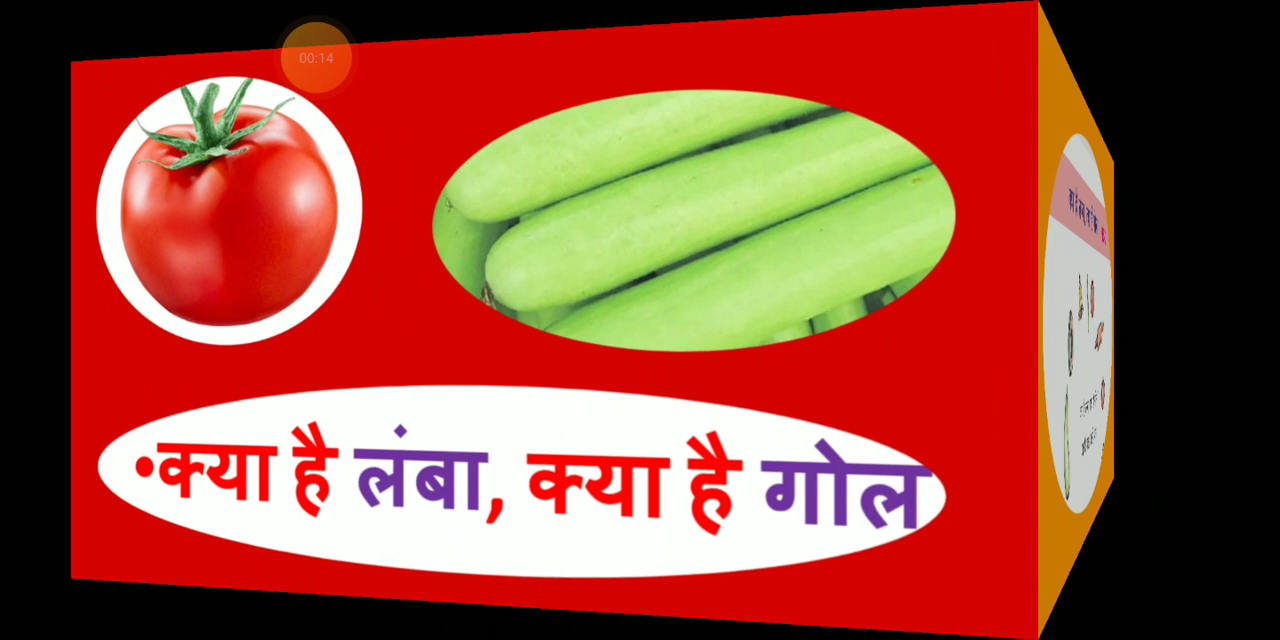 00:14
•क्या है लंबा, क्या है गोल